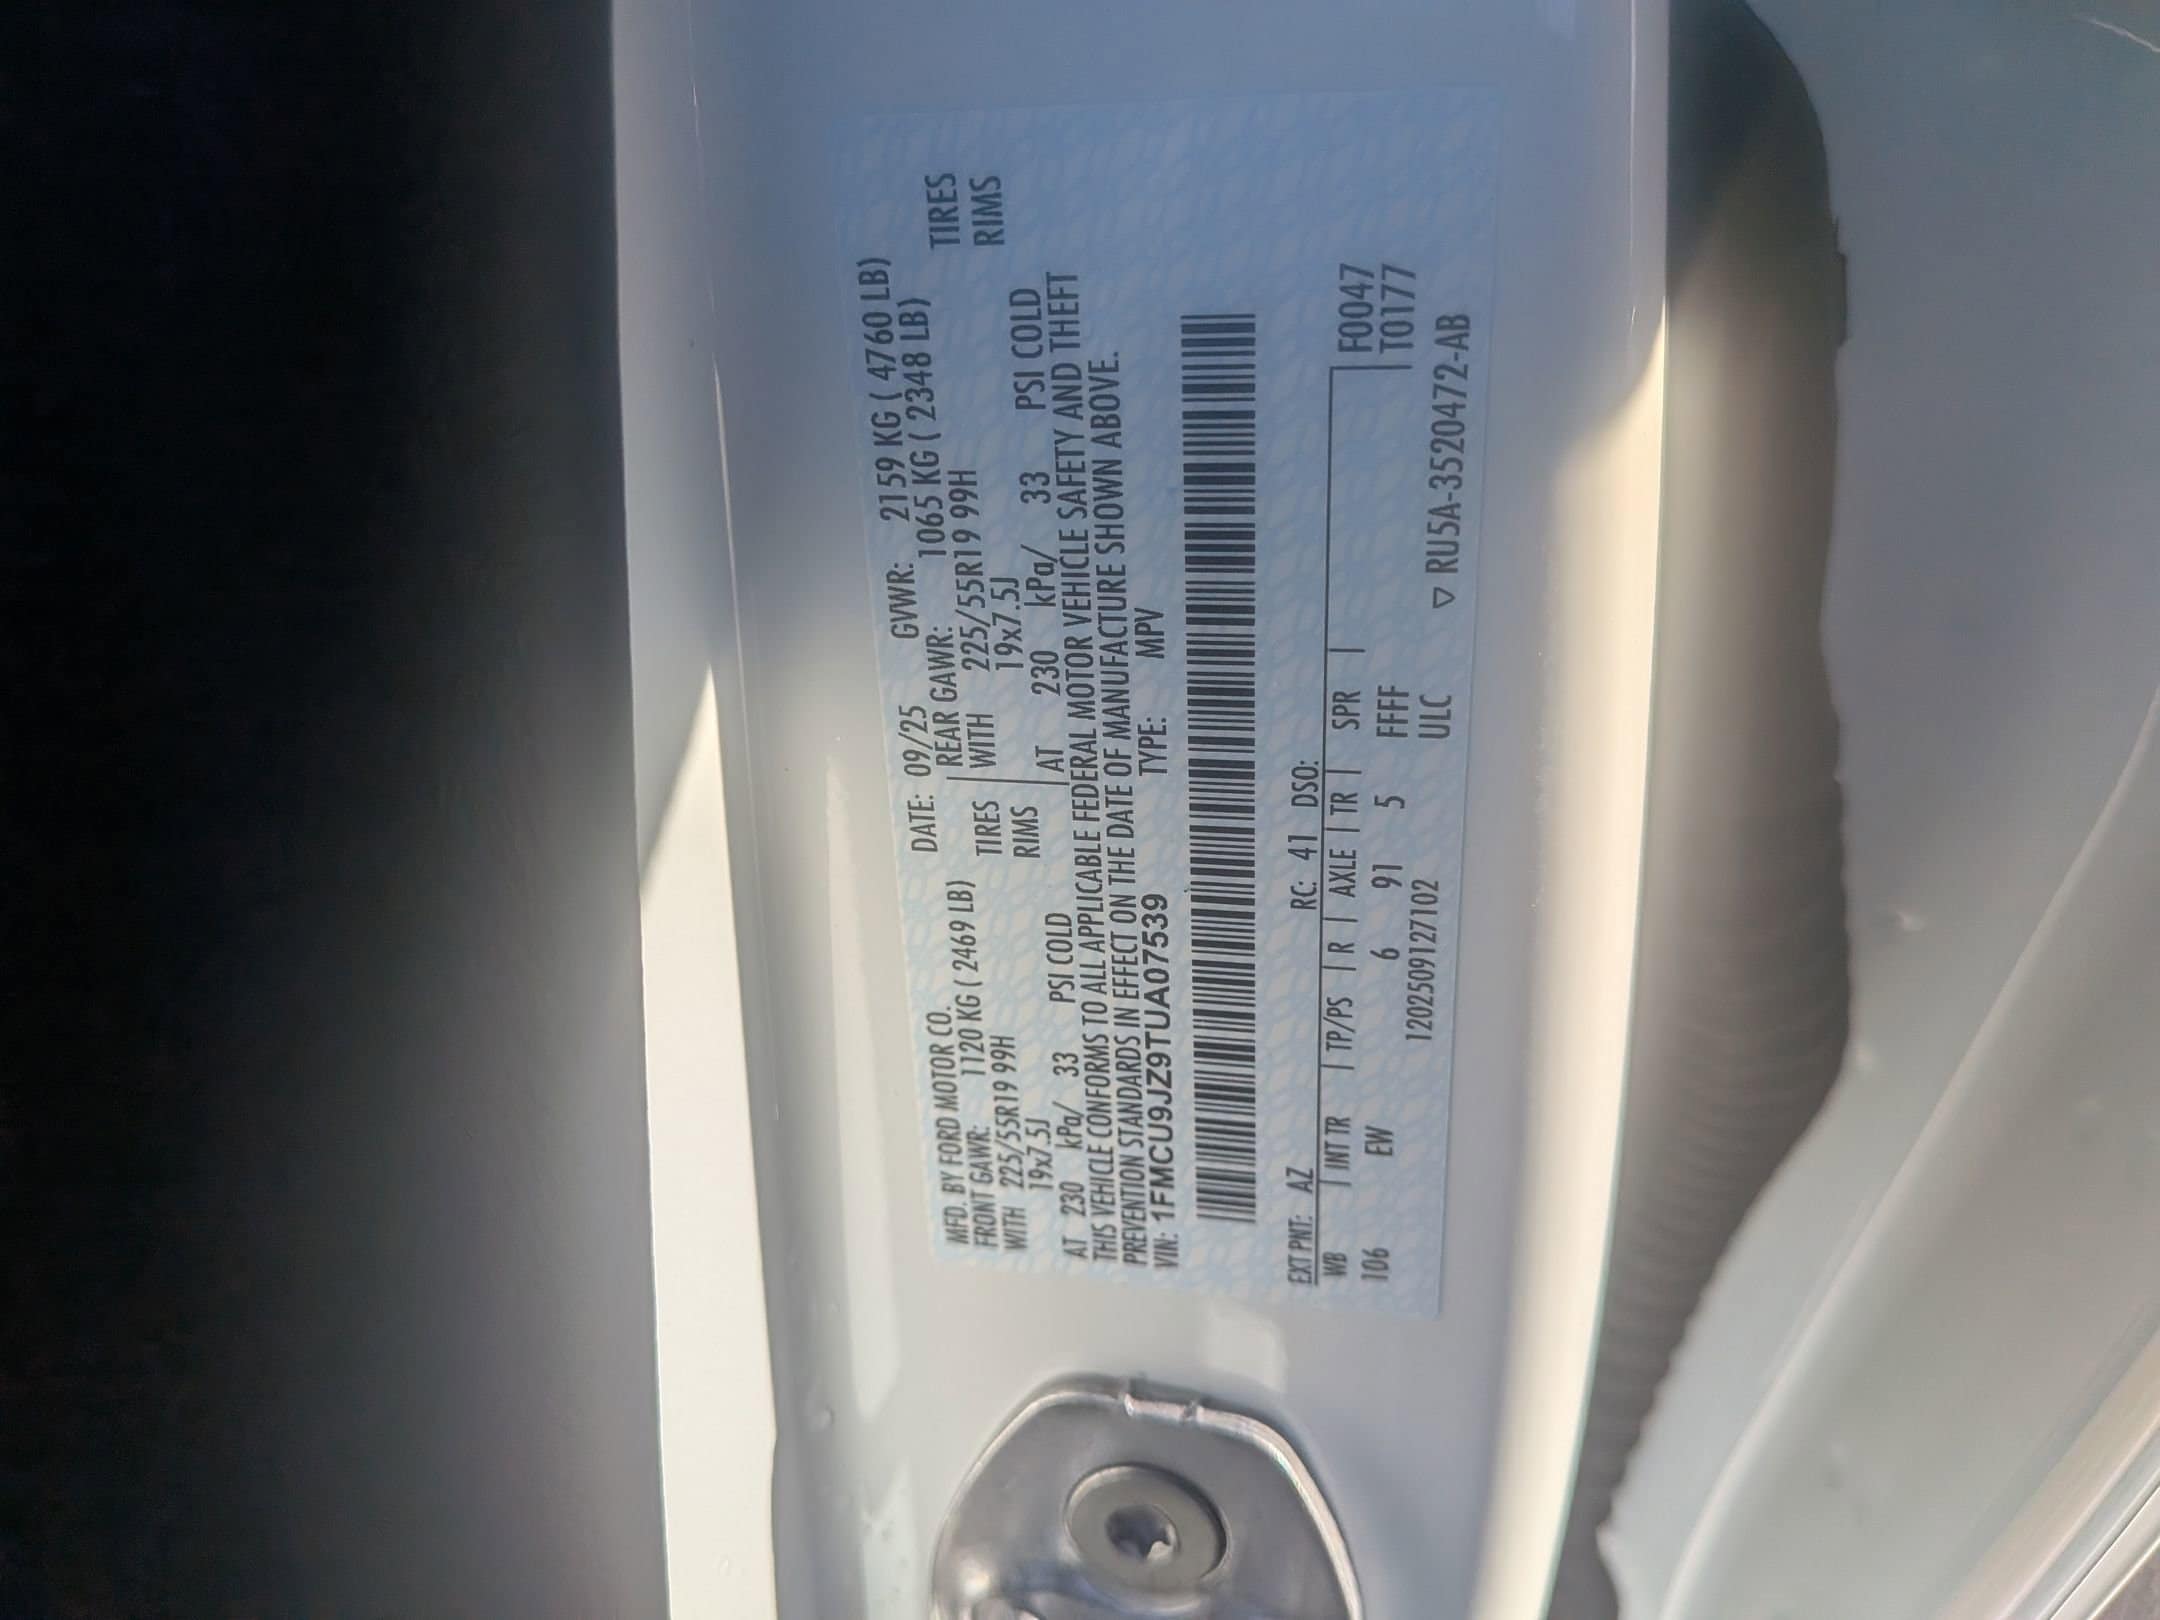 MFD. BY FORD MOTOR CO. DATE: 09/25 GVWR: 2159 KG ( 4760 LB)
FRONT GAWR: 1120 KG ( 2469 LB) REAR GAWR: 1065 KG ( 2348 LB)
WITH 225/55R19 99H TIRES WITH 225/55R19 99H TIRES
19x7.5J RIMS 19x7.5J RIMS
AT 230 kPa/ 33 PSI COLD AT 230 kPa/ 33 PSI COLD
THIS VEHICLE CONFORMS TO ALL APPLICABLE FEDERAL MOTOR VEHICLE SAFETY AND THEFT
PREVENTION STANDARDS IN EFFECT ON THE DATE OF MANUFACTURE SHOWN ABOVE.
VIN: 1FMCU9JZ9TUA07539 TYPE: MPV
EXT PNT: AZ RC: 41 DSO:
WB | INT TR | TP/PS | R | AXLE | TR | SPR | F0047
106 EW 6 91 5 FFFF T0177
1202509127102 ULC ▽ RU5A-3520472-AB